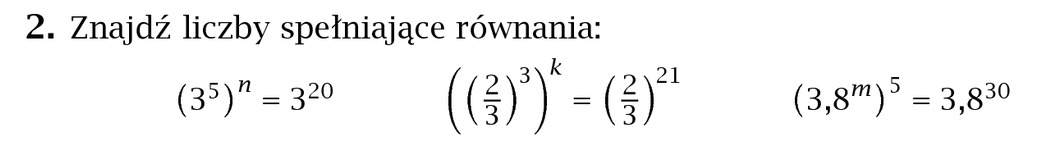 2. Znajdź liczby spełniające równania:
(3⁵)ⁿ = 3²⁰ ((2/3)³)ᵏ = (2/3)²¹ (3,8ᵐ)⁵ = 3,8³⁰